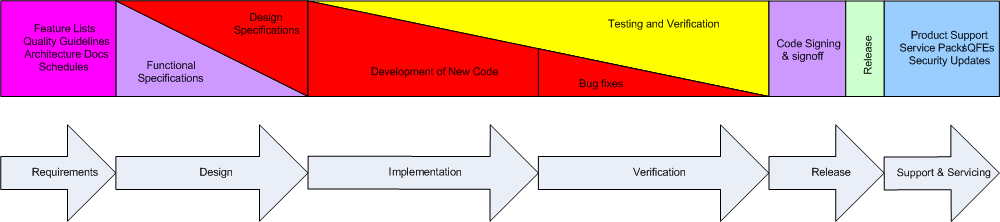 Feature Lists
Quality Guidelines
Architecture Docs
Schedules
Functional
Specifications
Design
Specifications
Development of New Code
Testing and Verification
Bug fixes
Code Signing
& signoff
Release
Product Support
Service Packs/QFEs
Security Updates
Requirements
Design
Implementation
Verification
Release
Support & Servicing